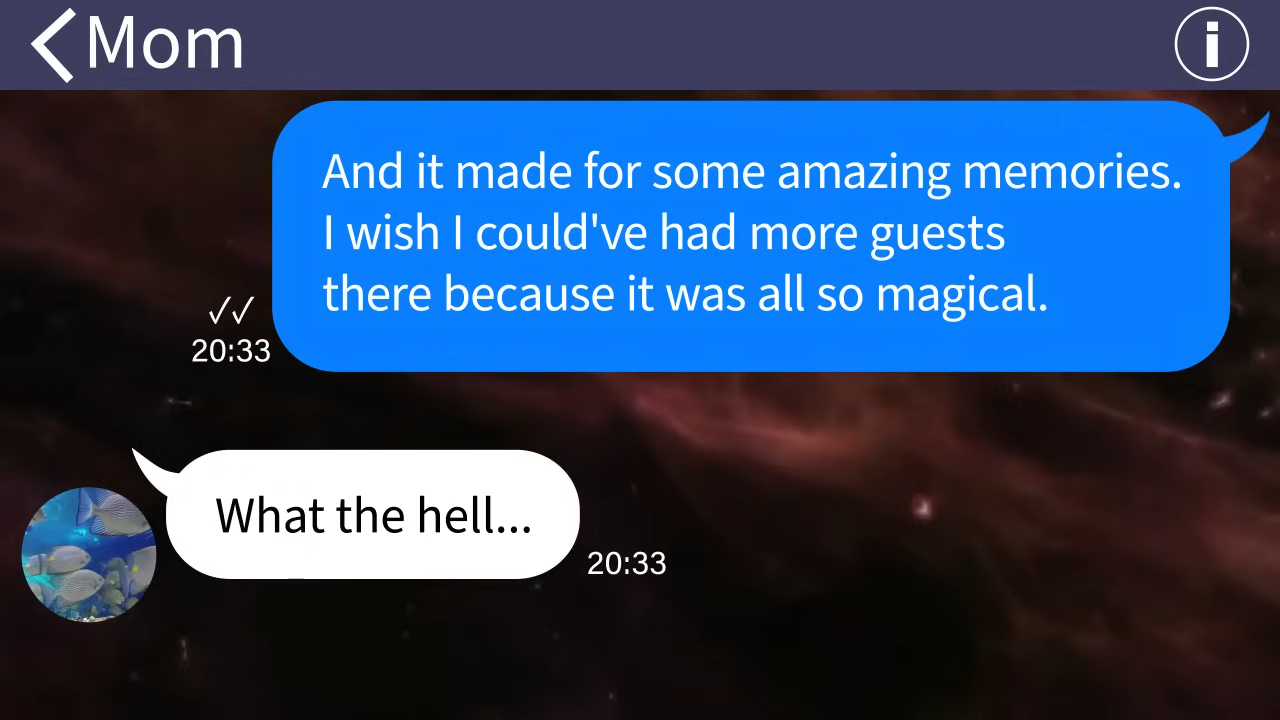 Mom
i
And it made for some amazing memories.
I wish I could've had more guests
there because it was all so magical.
✓✓
20:33
What the hell...
20:33